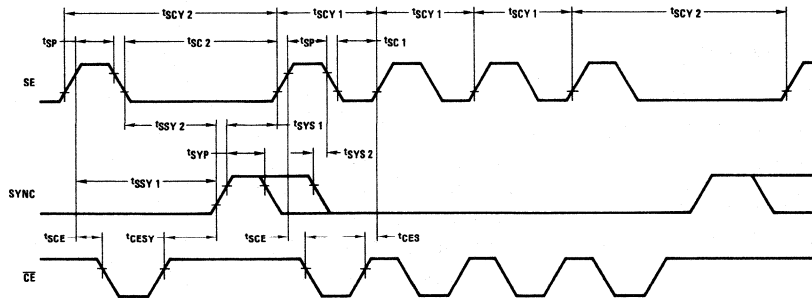 tSCY 2 tSCY 1 tSCY 1 tSCY 1 tSCY 2
tSP tSC 2 tSP tSC 1
SE
tSSY 2 tSYS 1
tSYP tSYS 2
tSSY 1
SYNC
tSCE tCESY tSCE tCES
CE